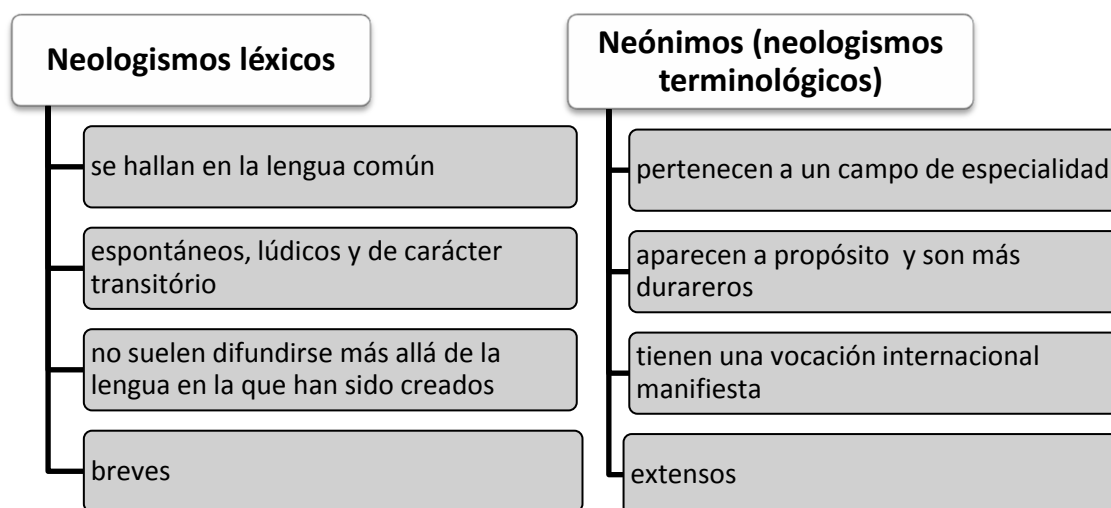 Neologismos léxicos
se hallan en la lengua común
espontáneos, lúdicos y de carácter
transitório
no suelen difundirse más allá de la
lengua en la que han sido creados
breves
Neónimos (neologismos
terminológicos)
pertenecen a un campo de especialidad
aparecen a propósito y son más
durareros
tienen una vocación internacional
manifiesta
extensos